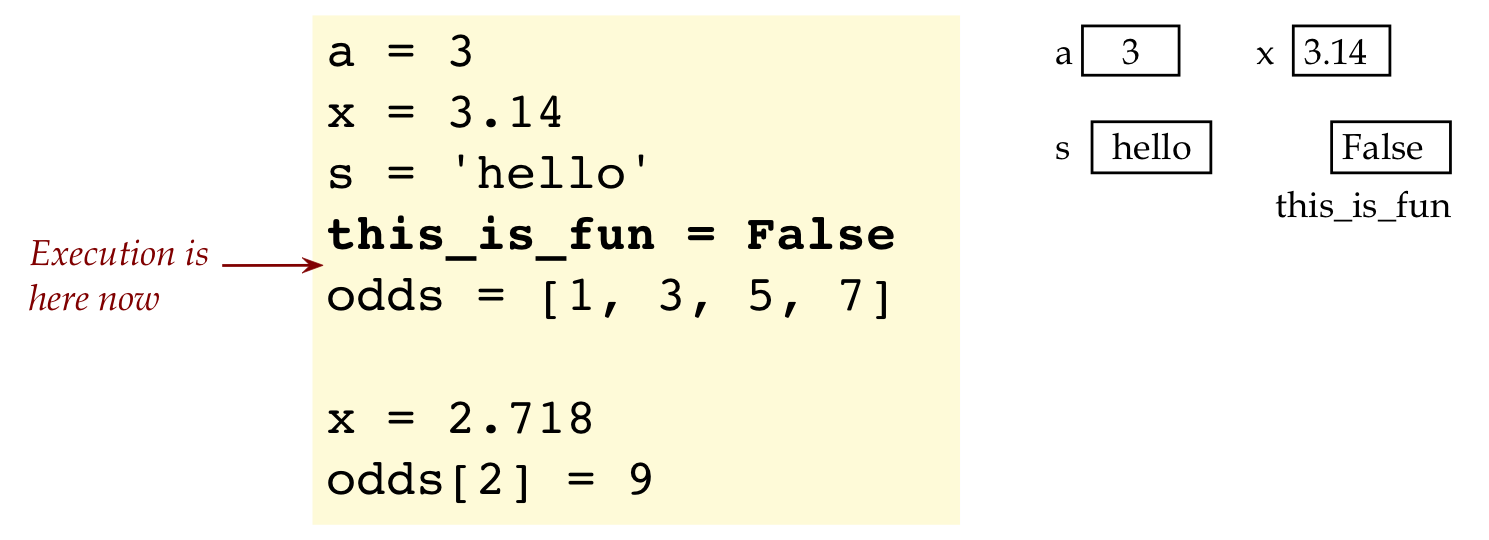 a = 3
x = 3.14
s = 'hello'
this_is_fun = False
odds = [1, 3, 5, 7]
x = 2.718
odds[2] = 9
Execution is
here now
a 3 x 3.14
s hello False
this_is_fun